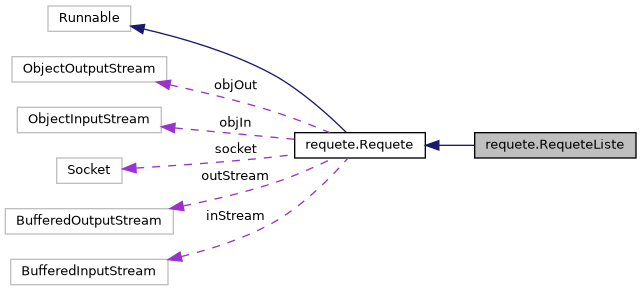 Runnable
ObjectOutputStream
objOut
ObjectInputStream
objIn
socket
requete.Requete
requete.RequeteListe
Socket
outStream
BufferedOutputStream
inStream
BufferedInputStream